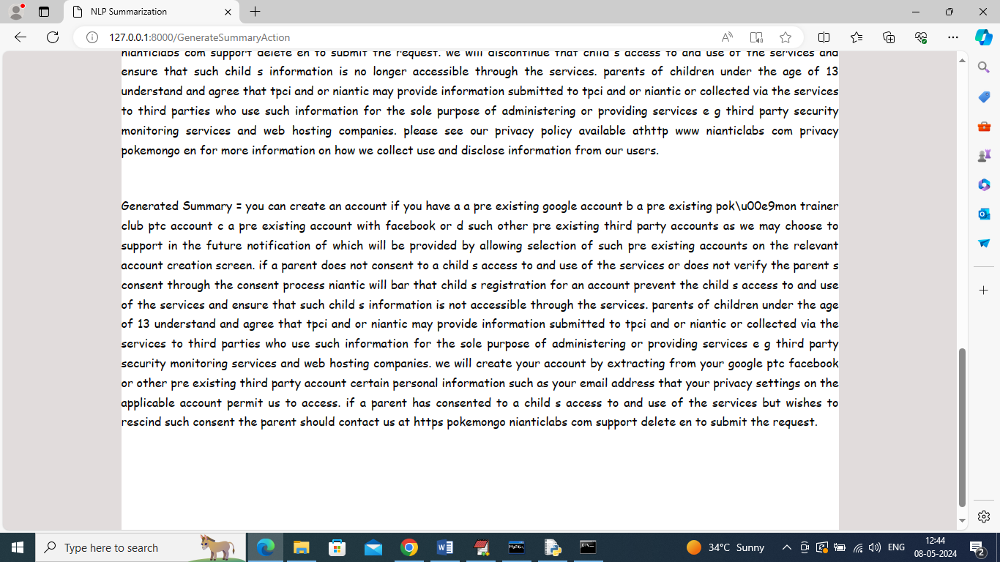 NLP Summarization
127.0.0.1:8000/GenerateSummaryAction
nianticlabs com support delete en to submit the request. we will discontinue that child s access to and use of the services and
ensure that such child s information is no longer accessible through the services. parents of children under the age of 13
understand and agree that tpci and or niantic may provide information submitted to tpci and or niantic or collected via the services
to third parties who use such information for the sole purpose of administering or providing services e g third party security
monitoring services and web hosting companies. please see our privacy policy available athttp www nianticlabs com privacy
pokemongo en for more information on how we collect use and disclose information from our users.
Generated Summary = you can create an account if you have a a pre existing google account b a pre existing pok\u00e9mon trainer
club ptc account c a pre existing account with facebook or d such other pre existing third party accounts as we may choose to
support in the future notification of which will be provided by allowing selection of such pre existing accounts on the relevant
account creation screen. if a parent does not consent to a child s access to and use of the services or does not verify the parent s
consent through the consent process niantic will bar that child s registration for an account prevent the child s access to and use
of the services and ensure that such child s information is not accessible through the services. parents of children under the age
of 13 understand and agree that tpci and or niantic may provide information submitted to tpci and or niantic or collected via the
services to third parties who use such information for the sole purpose of administering or providing services e g third party
security monitoring services and web hosting companies. we will create your account by extracting from your google ptc facebook
or other pre existing third party account certain personal information such as your email address that your privacy settings on the
applicable account permit us to access. if a parent has consented to a child s access to and use of the services but wishes to
rescind such consent the parent should contact us at https pokemongo nianticlabs com support delete en to submit the request.
Type here to search
34°C Sunny
ENG
12:44
08-05-2024
2